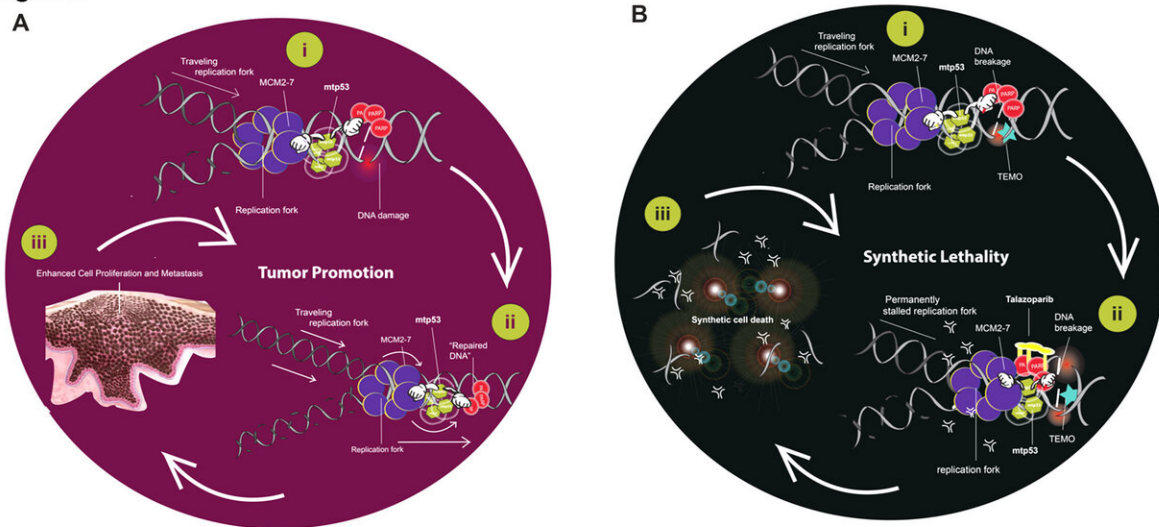 A
i
Traveling
replication fork
MCM2-7
mtp53
PA
PARP
PARP
Replication fork
DNA damage
iii
Enhanced Cell Proliferation and Metastasis
Tumor Promotion
ii
Traveling
replication fork
MCM2-7
mtp53
"Repaired
DNA"
Replication fork
B
i
Traveling
replication fork
MCM2-7
mtp53
DNA
breakage
PA
PARP
PARP
Replication fork
TEMO
iii
Synthetic Lethality
Synthetic cell death
ii
Permanently
stalled replication fork
MCM2-7
Talazoparib
DNA
breakage
PA
TEMO
mtp53
replication fork